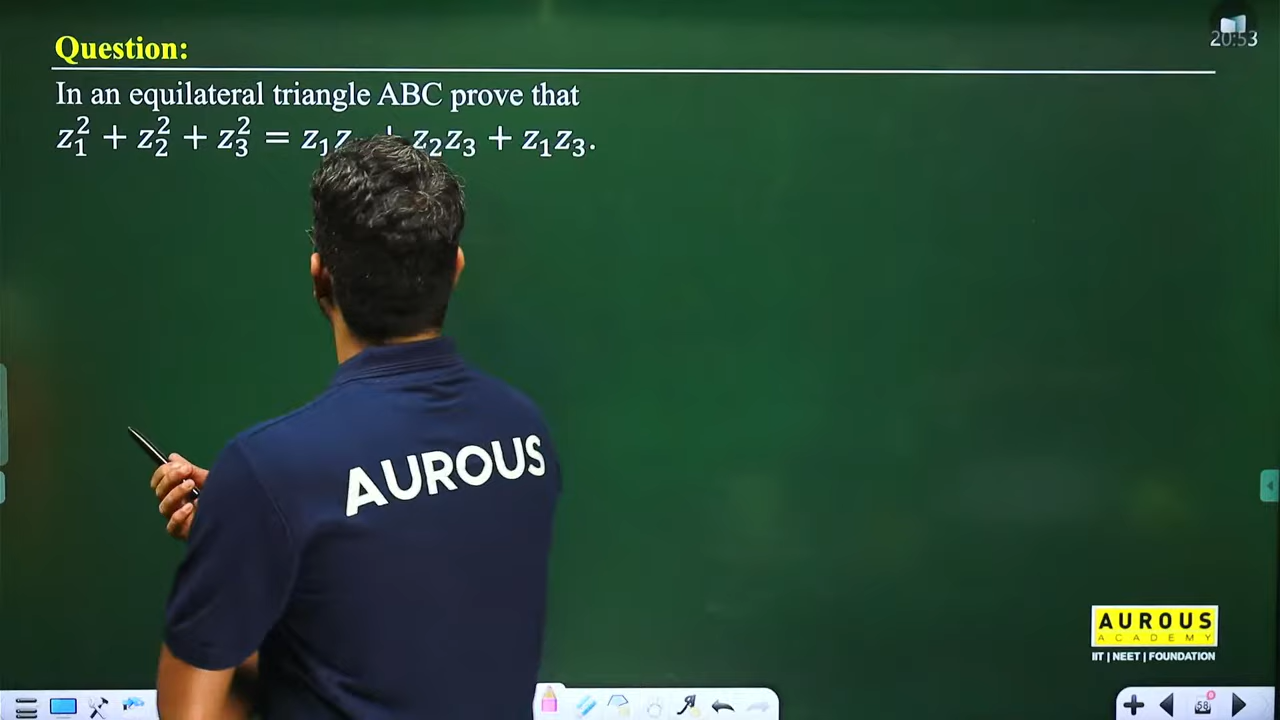 20:53
Question:
In an equilateral triangle ABC prove that
z₁² + z₂² + z₃² = z₁z + z₂z₃ + z₁z₃.
AUROUS
AUROUS
ACADEMY
IIT | NEET | FOUNDATION
58